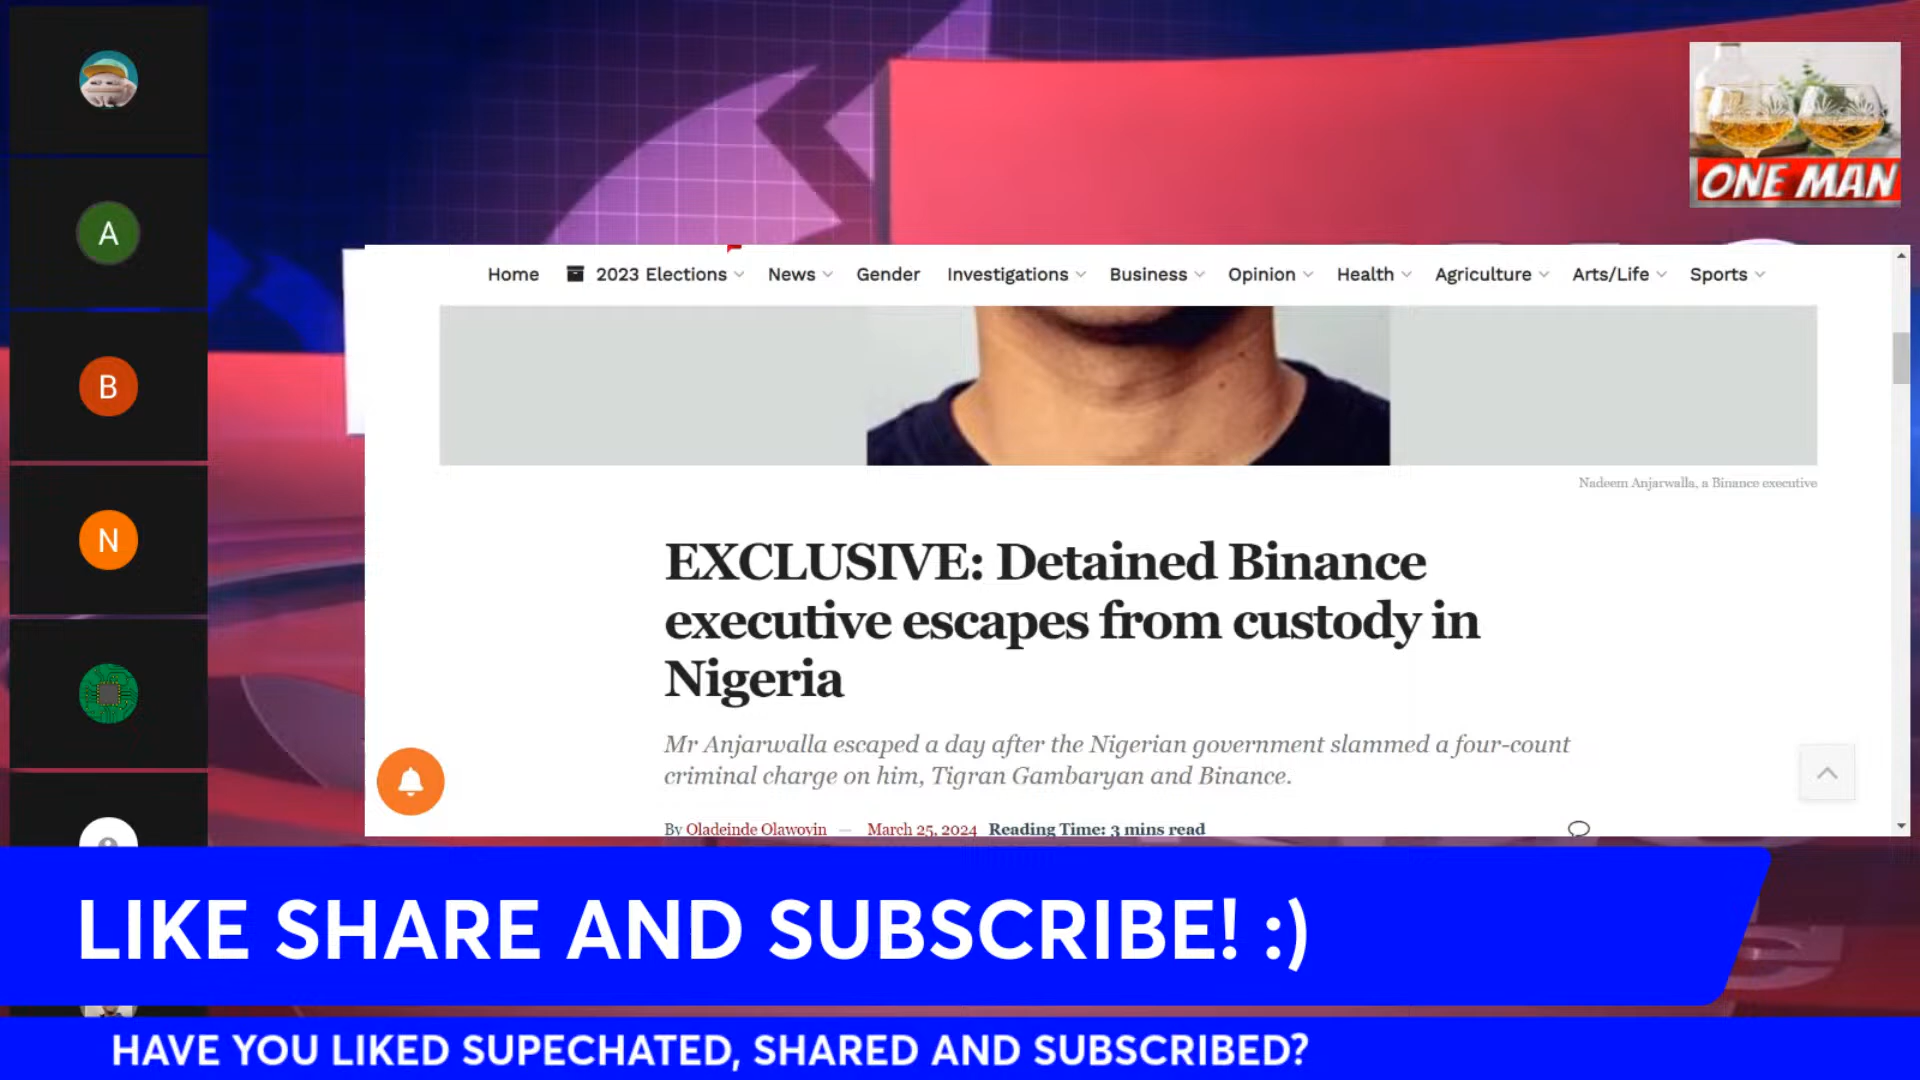 A
B
N
ONE MAN
Home 2023 Elections News Gender Investigations Business Opinion Health Agriculture Arts/Life Sports
Nadeem Anjarwalla, a Binance executive
EXCLUSIVE: Detained Binance
executive escapes from custody in
Nigeria
Mr Anjarwalla escaped a day after the Nigerian government slammed a four-count
criminal charge on him, Tigran Gambaryan and Binance.
By Oladeinde Olawoyin — March 25, 2024 Reading Time: 3 mins read
LIKE SHARE AND SUBSCRIBE! :)
HAVE YOU LIKED SUPECHATED, SHARED AND SUBSCRIBED?